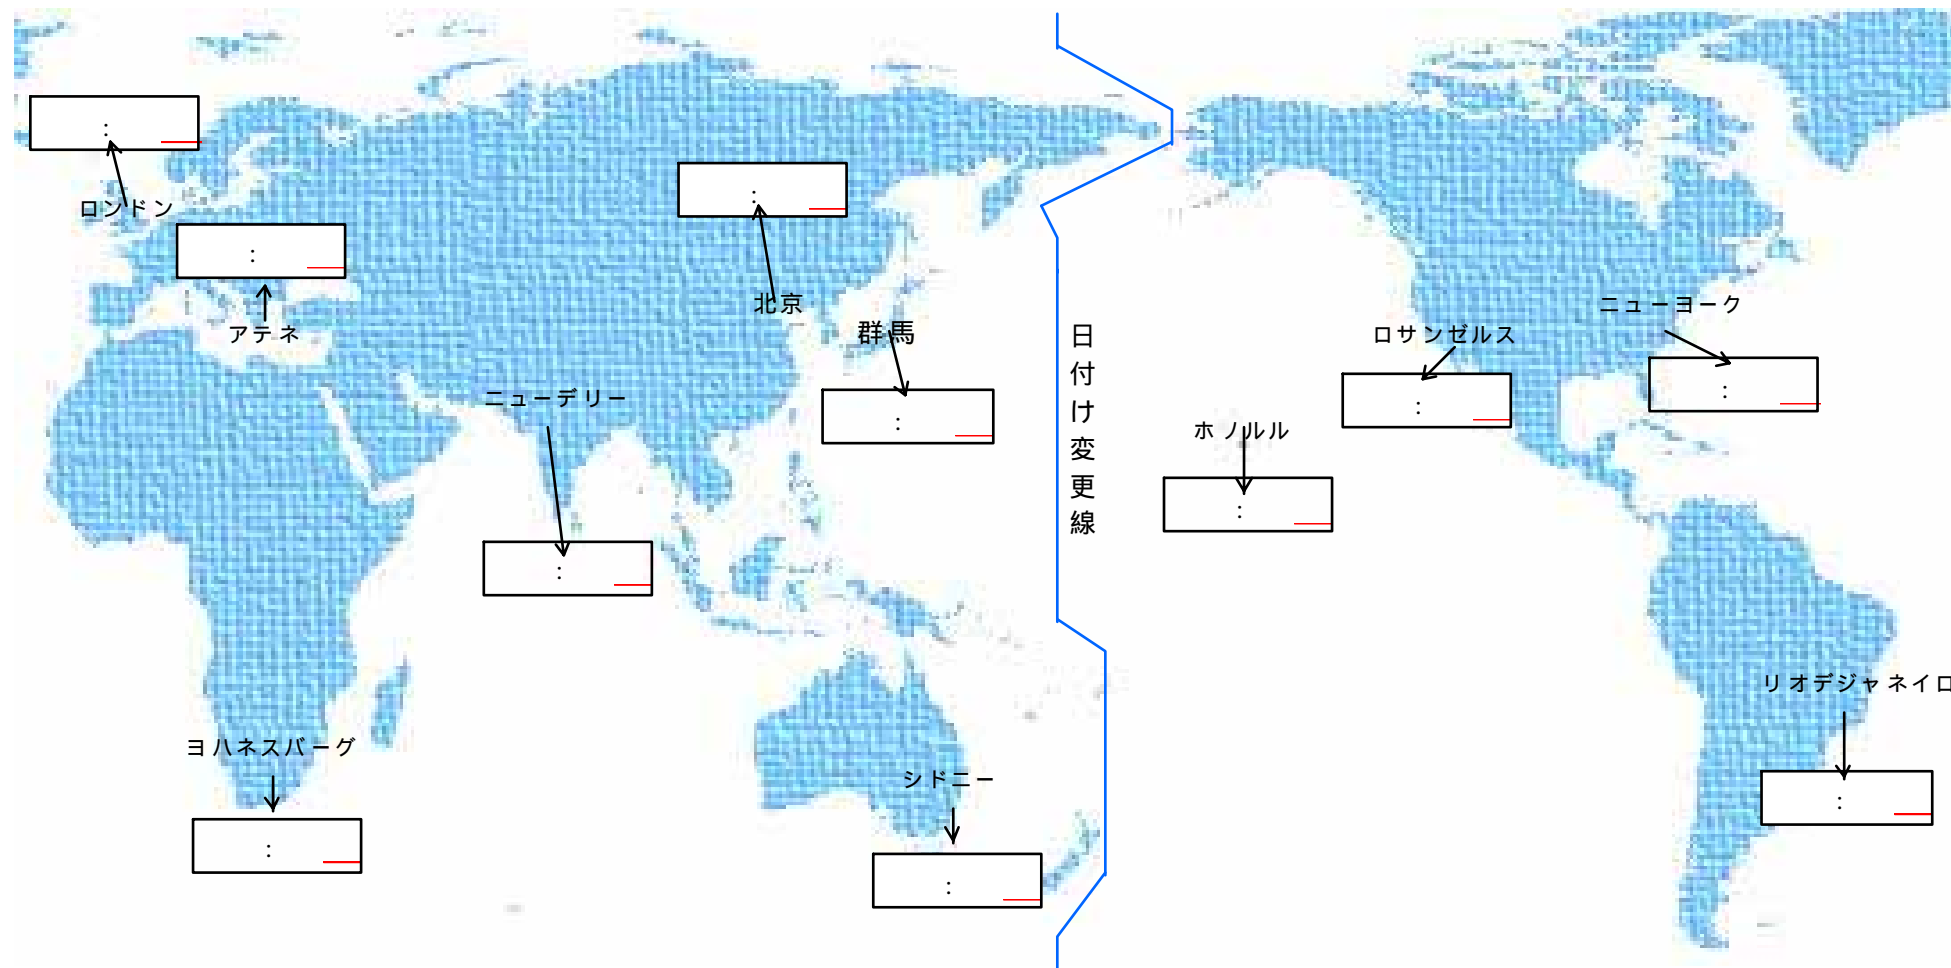 :
ロンドン
:
アテネ
:
北京
群馬
:
ニューデリー
:
日付け変更線
ホノルル
:
ロサンゼルス
:
ニューヨーク
:
リオデジャネイロ
:
ヨハネスバーグ
:
シドニー
: